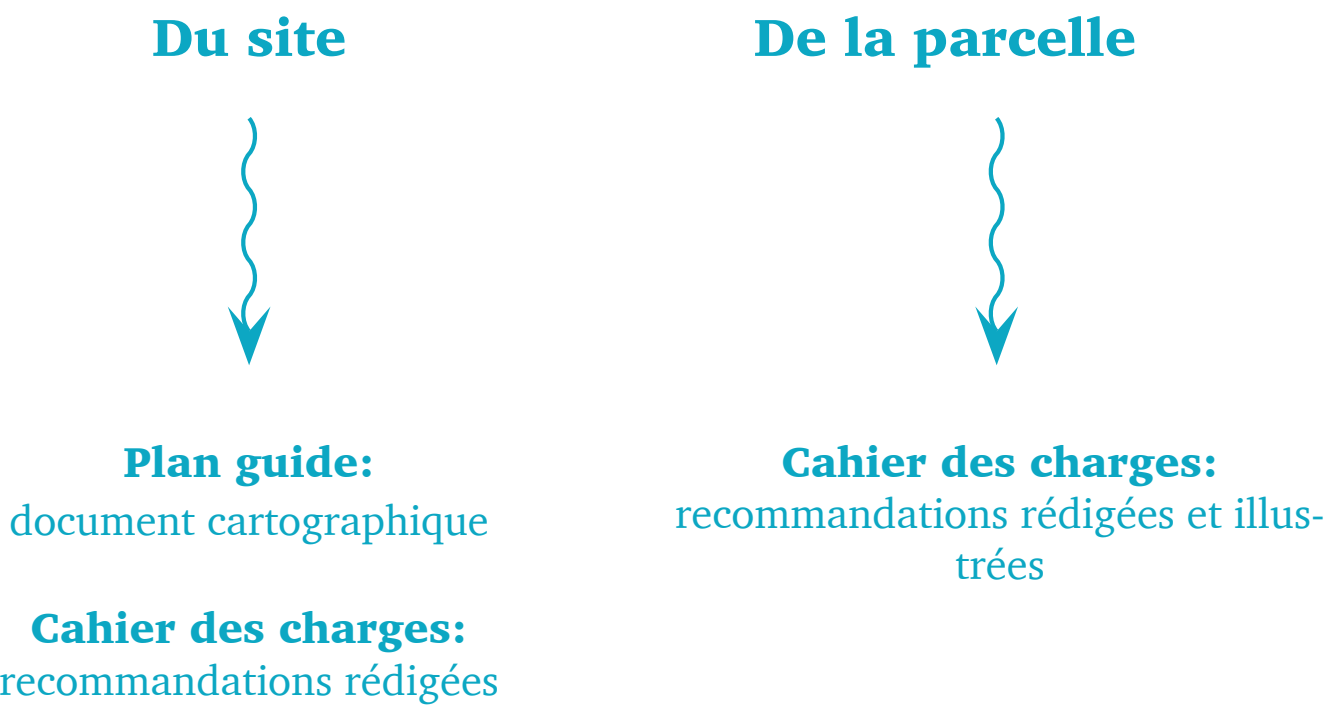 Du site
Plan guide:
document cartographique
Cahier des charges:
recommandations rédigées
De la parcelle
Cahier des charges:
recommandations rédigées et illus-
trées